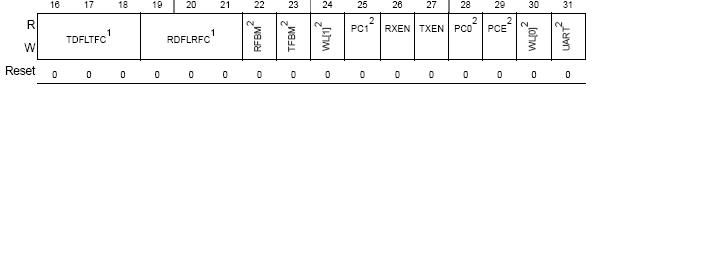 16 17 18 19 20 21 22 23 24 25 26 27 28 29 30 31
R
W
TDFLTFC1 RDFLRFC1 RFBM2 TFBM2 WL[1]2 PC12 RXEN TXEN PC02 PCE2 WL[0]2 UART2
Reset 0 0 0 0 0 0 0 0 0 0 0 0 0 0 0 0